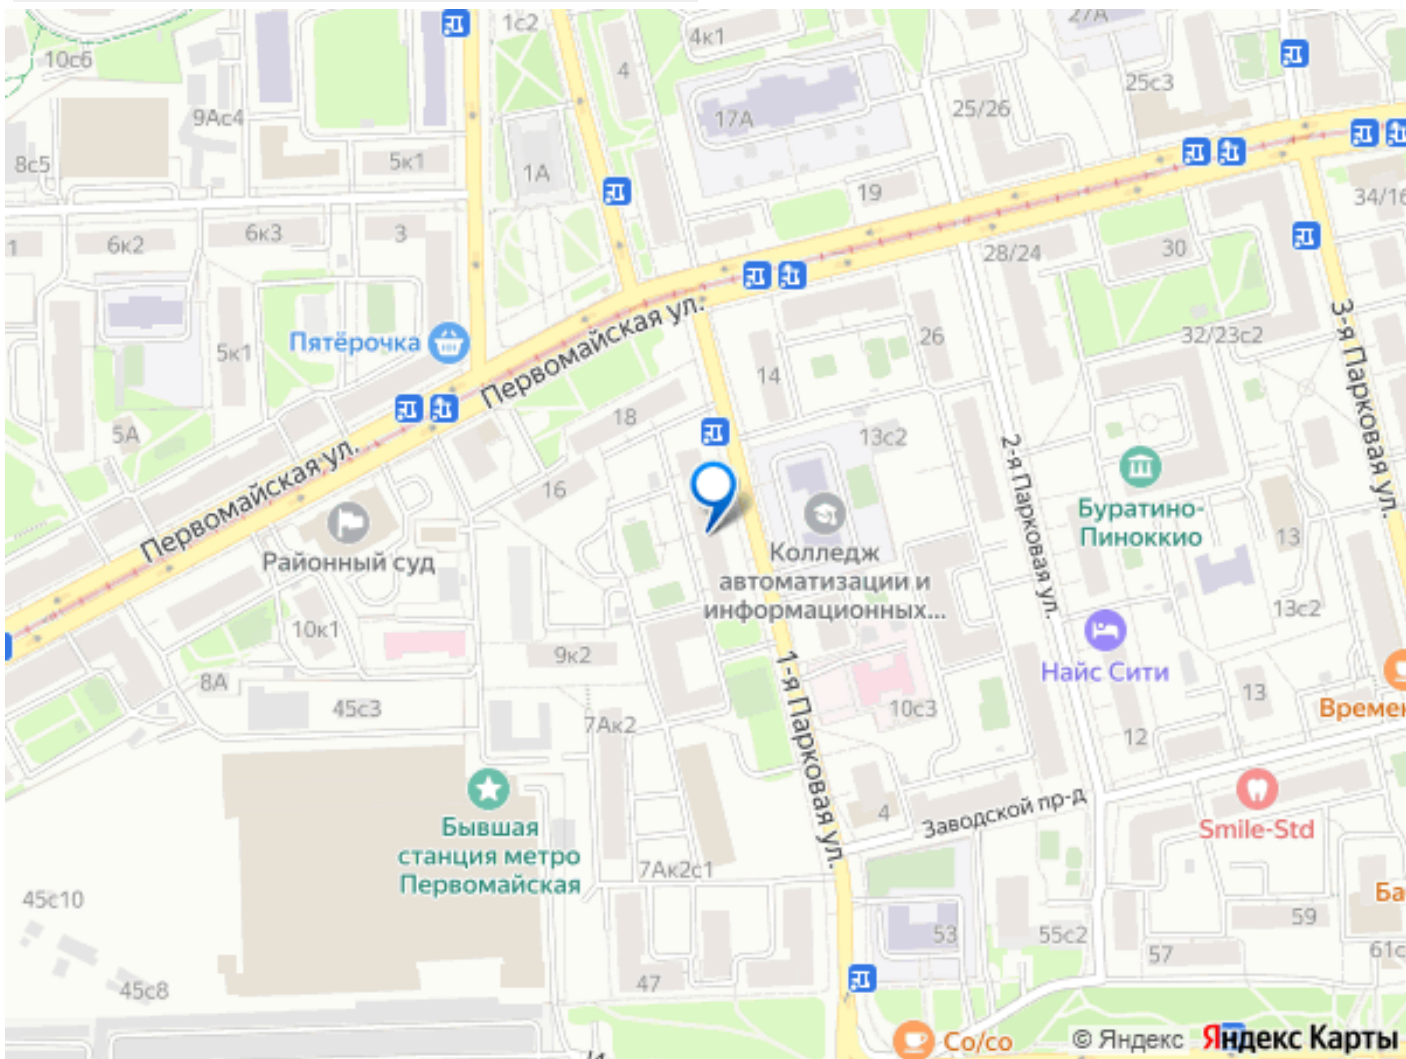 1с2
4к1
27А
10с6
4
25с3
9Ас4
17А
25/26
8с5
5к1
1А
19
34/16
1
6к2
6к3
3
28/24
30
Первомайская ул.
3-я Парковая ул.
Пятёрочка
5к1
26
32/23с2
14
5А
18
13с2
2-я Парковая ул.
Первомайская ул.
16
Буратино-
Пиноккио
13
Районный суд
Колледж
автоматизации и
информационных...
13с2
10к1
9к2
1-я Парковая ул.
Найс Сити
8А
45с3
7Ак2
10с3
13
Времен
12
Заводской пр-д
4
Бывшая
станция метро
Первомайская
Smile-Std
7Ак2с1
45с10
Ба
53
55с2
59
57
61с
45с8
47
Co/co
© Яндекс Яндекс Карты